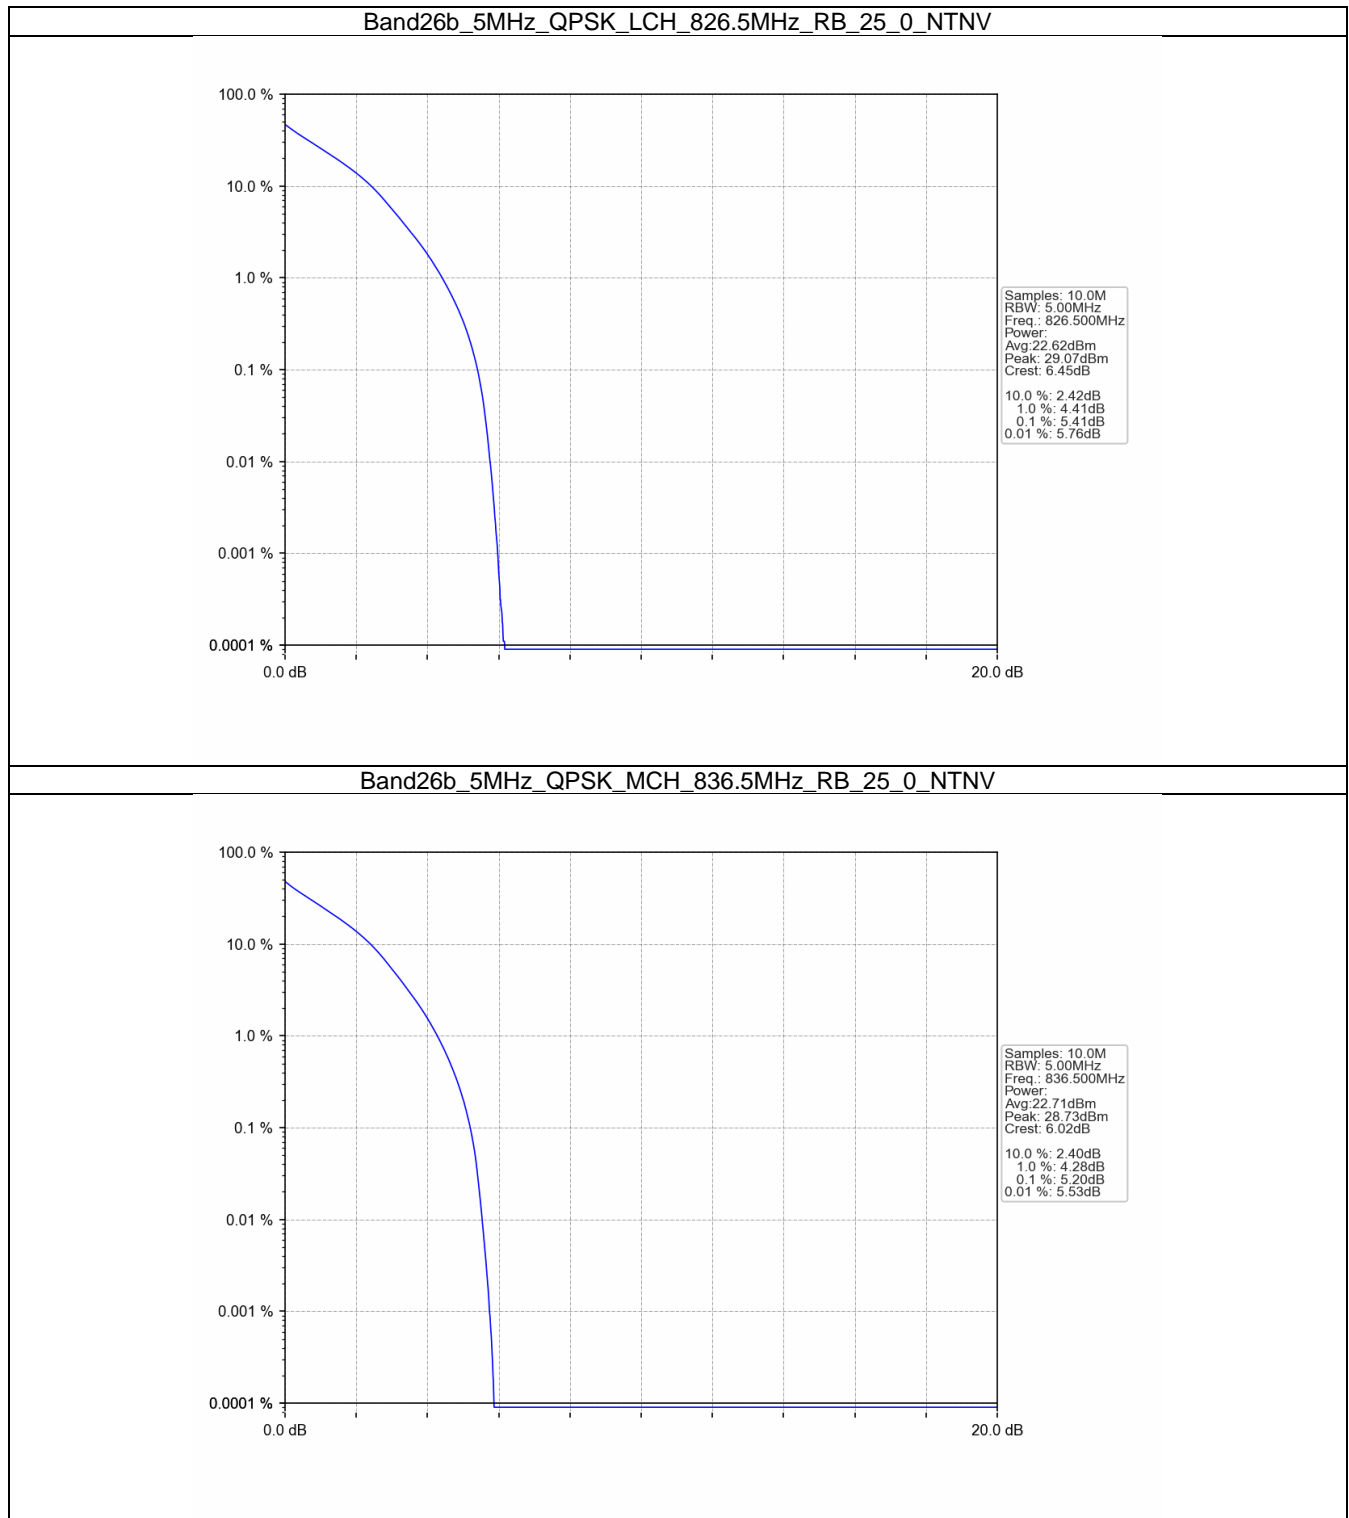 Band26b_5MHz_QPSK_LCH_826.5MHz_RB_25_0_NTNV
100.0 %
10.0 %
1.0 %
0.1 %
0.01 %
0.001 %
0.0001 %
0.0 dB
20.0 dB
Samples: 10.0M
RBW: 5.00MHz
Freq.: 826.500MHz
Power:
Avg:22.62dBm
Peak: 29.07dBm
Crest: 6.45dB
10.0 %: 2.42dB
1.0 %: 4.41dB
0.1 %: 5.41dB
0.01 %: 5.76dB
Band26b_5MHz_QPSK_MCH_836.5MHz_RB_25_0_NTNV
100.0 %
10.0 %
1.0 %
0.1 %
0.01 %
0.001 %
0.0001 %
0.0 dB
20.0 dB
Samples: 10.0M
RBW: 5.00MHz
Freq.: 836.500MHz
Power:
Avg:22.71dBm
Peak: 28.73dBm
Crest: 6.02dB
10.0 %: 2.40dB
1.0 %: 4.28dB
0.1 %: 5.20dB
0.01 %: 5.53dB